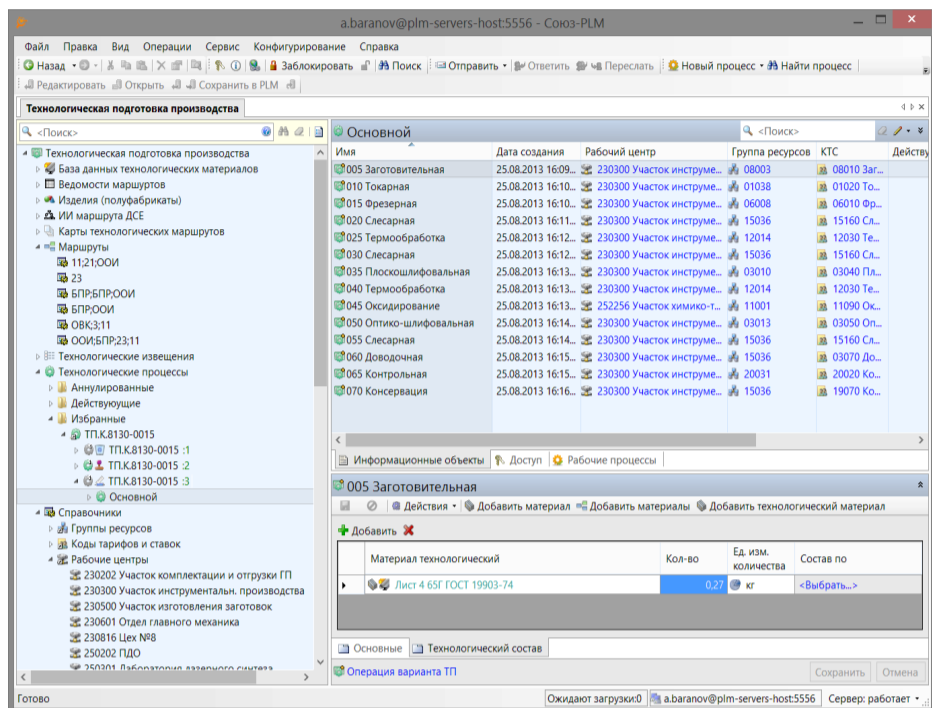 a.baranov@plm-servers-host:5556 - Союз-PLM
Файл Правка Вид Операции Сервис Конфигурирование Справка
Назад Заблокировать Поиск Отправить Ответить Переслать Новый процесс Найти процесс
Редактировать Открыть Сохранить в PLM
Технологическая подготовка производства
<Поиск>
Технологическая подготовка производства
База данных технологических материалов
Ведомости маршуртов
Изделия (полуфабрикаты)
ИИ маршрута ДСЕ
Карты технологических маршрутов
Маршруты
11;21;ООИ
23
БПР;БПР;ООИ
БПР;ООИ
ОВК;3;11
ООИ;БПР;23;11
Технологические извещения
Технологические процессы
Аннулированные
Действуюущие
Избранные
ТП.К.8130-0015
ТП.К.8130-0015 :1
ТП.К.8130-0015 :2
ТП.К.8130-0015 :3
Основной
Справочники
Группы ресурсов
Коды тарифов и ставок
Рабочие центры
230202 Участок комплектации и отгрузки ГП
230300 Участок инструментальн. производства
230500 Участок изготовления заготовок
230601 Отдел главного механика
230816 Цех №8
250202 ПДО
250301 Лаборатория лазерного синтеза
Основной
<Поиск>
Имя Дата создания Рабочий центр Группа ресурсов КТС Действу
005 Заготовительная 25.08.2013 16:09... 230300 Участок инструме... 08003 08010 Заг...
010 Токарная 25.08.2013 16:10... 230300 Участок инструме... 01038 01020 То...
015 Фрезерная 25.08.2013 16:10... 230300 Участок инструме... 06008 06010 Фр...
020 Слесарная 25.08.2013 16:11... 230300 Участок инструме... 15036 15160 Сл...
025 Термообработка 25.08.2013 16:12... 230300 Участок инструме... 12014 12030 Те...
030 Слесарная 25.08.2013 16:12... 230300 Участок инструме... 15036 15160 Сл...
035 Плоскошлифовальная 25.08.2013 16:13... 230300 Участок инструме... 03010 03040 Пл...
040 Термообработка 25.08.2013 16:13... 230300 Участок инструме... 12014 12030 Те...
045 Оксидирование 25.08.2013 16:13... 252256 Участок химико-т... 11001 11090 Ок...
050 Оптико-шлифовальная 25.08.2013 16:14... 230300 Участок инструме... 03013 03050 Оп...
055 Слесарная 25.08.2013 16:14... 230300 Участок инструме... 15036 15160 Сл...
060 Доводочная 25.08.2013 16:15... 230300 Участок инструме... 15036 03070 До...
065 Контрольная 25.08.2013 16:15... 230300 Участок инструме... 20031 20020 Ко...
070 Консервация 25.08.2013 16:16... 230300 Участок инструме... 15036 19070 Ко...
Информационные объекты Доступ Рабочие процессы
005 Заготовительная
Действия Добавить материал Добавить материалы Добавить технологический материал
Добавить
Материал технологический Кол-во Ед. изм. количества Состав по
Лист 4 65Г ГОСТ 19903-74 0,27 кг <Выбрать...>
Основные Технологический состав
Операция варианта ТП Сохранить Отмена
Готово Ожидают загрузки:0 a.baranov@plm-servers-host:5556 Сервер: работает